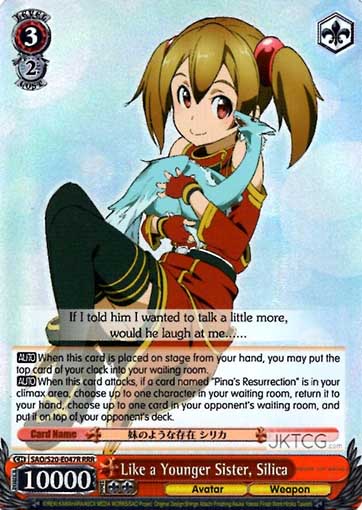 3
2
If I told him I wanted to talk a little more,
would he laugh at me......
AUTO When this card is placed on stage from your hand, you may put the
top card of your clock into your waiting room.
AUTO When this card attacks, if a card named "Pina's Resurrection" is in your
climax area, choose up to one character in your waiting room, return it to
your hand, choose up to one character in your opponent's stage, and
put it on top of your opponent's deck.
Card Name
妹のような存在 シリカ
JKTCG.com
CH
SAO/S20-E047R RRR
10000
Like a Younger Sister, Silica
Avatar
Weapon